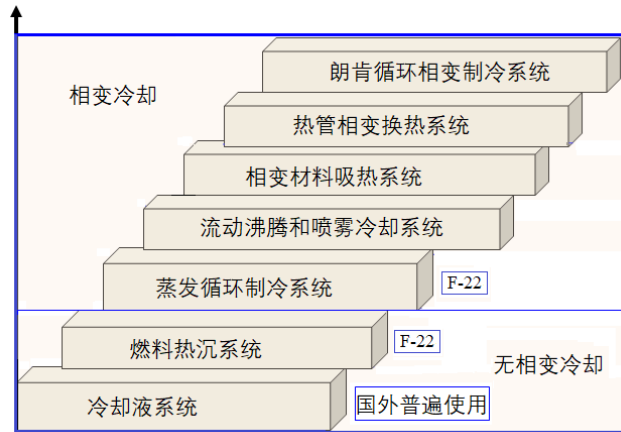 朗肯循环相变制冷系统
相变冷却
热管相变换热系统
相变材料吸热系统
流动沸腾和喷雾冷却系统
蒸发循环制冷系统
F-22
燃料热沉系统
F-22
无相变冷却
冷却液系统
国外普遍使用